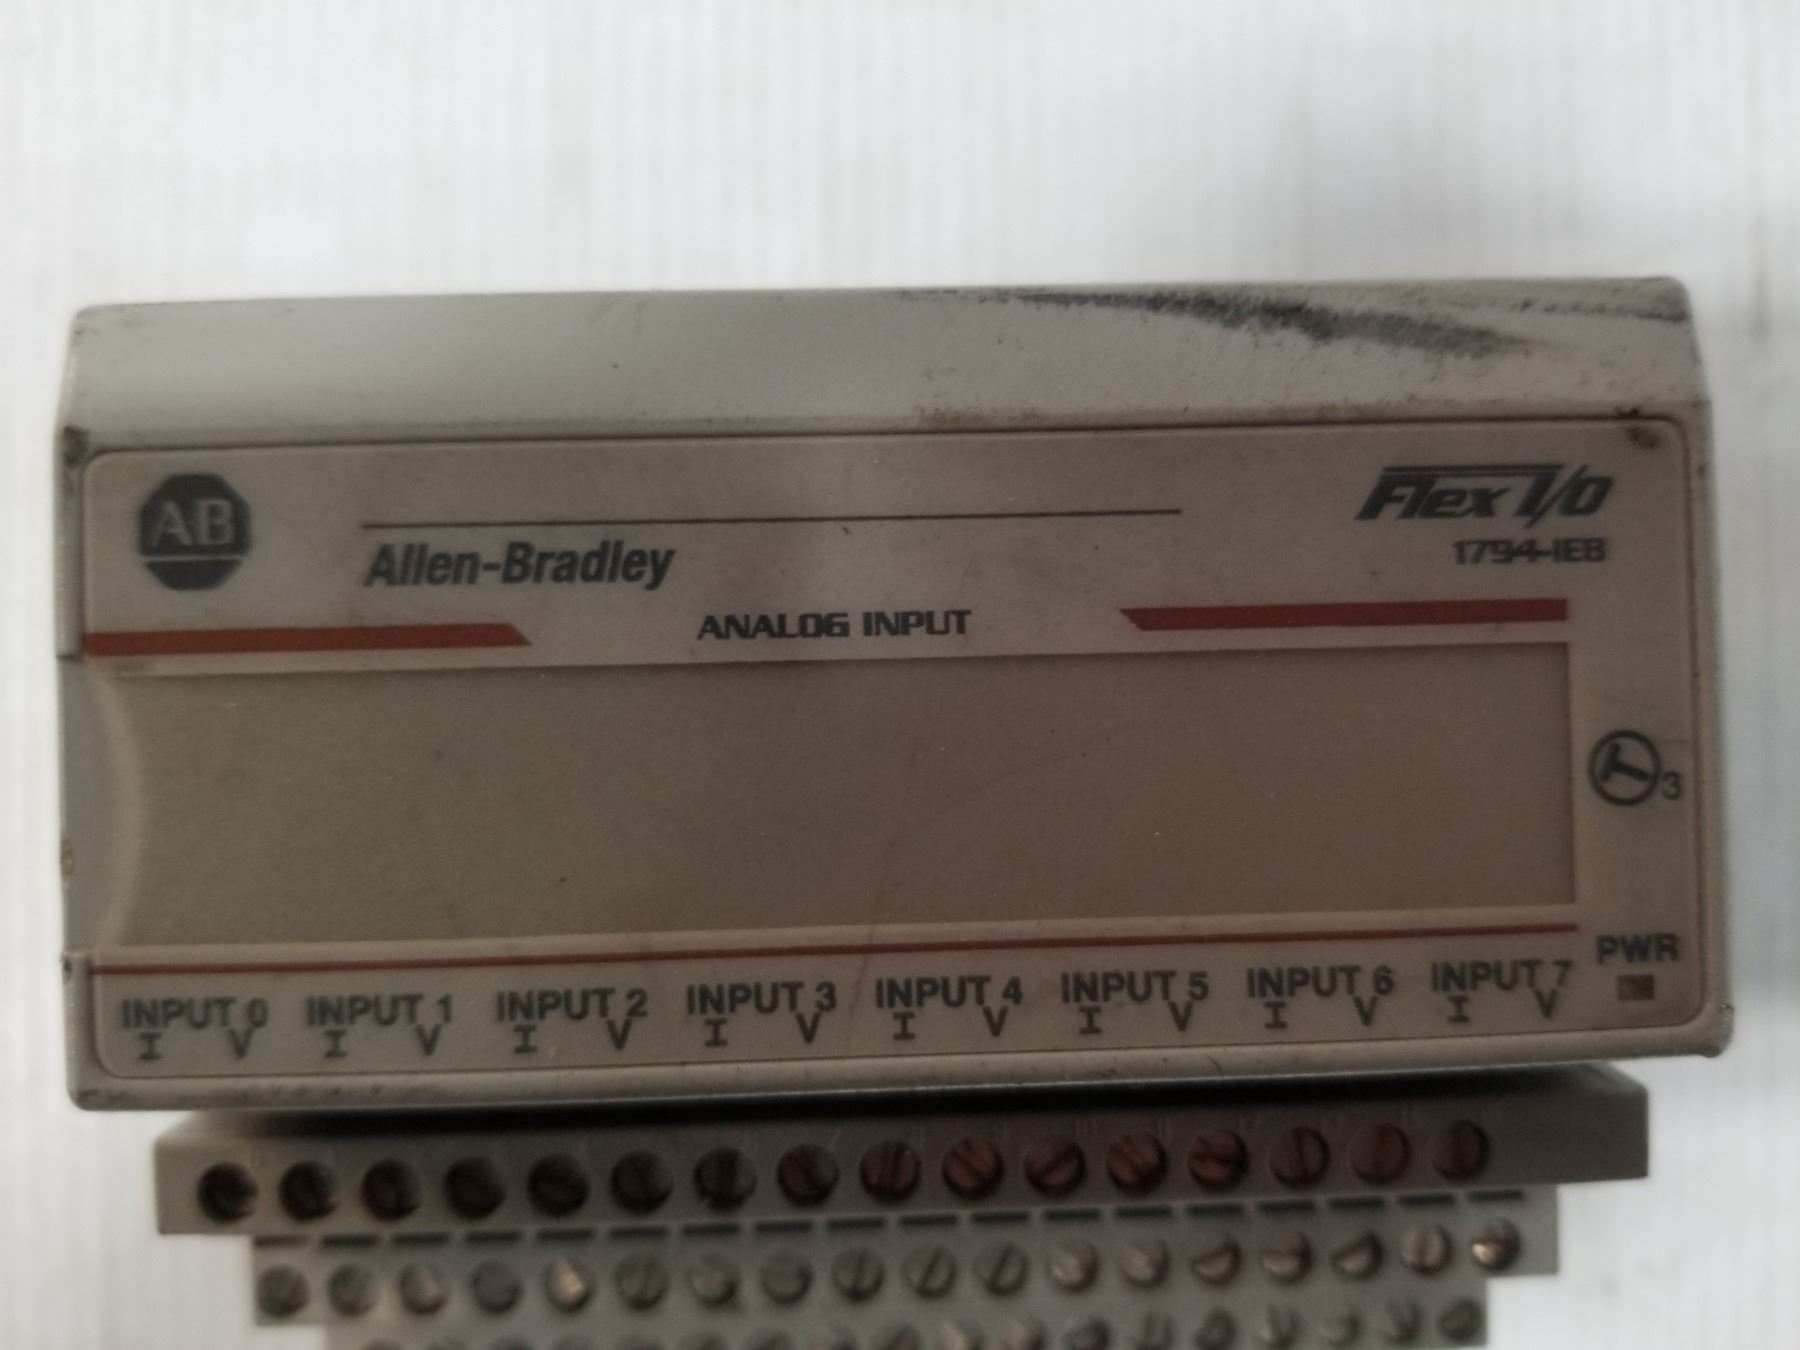 AB
Allen-Bradley
Flex I/O
1794-IE8
ANALOG INPUT
3
PWR
INPUT 0 INPUT 1 INPUT 2 INPUT 3 INPUT 4 INPUT 5 INPUT 6 INPUT 7
I V I V I V I V I V I V I V I V